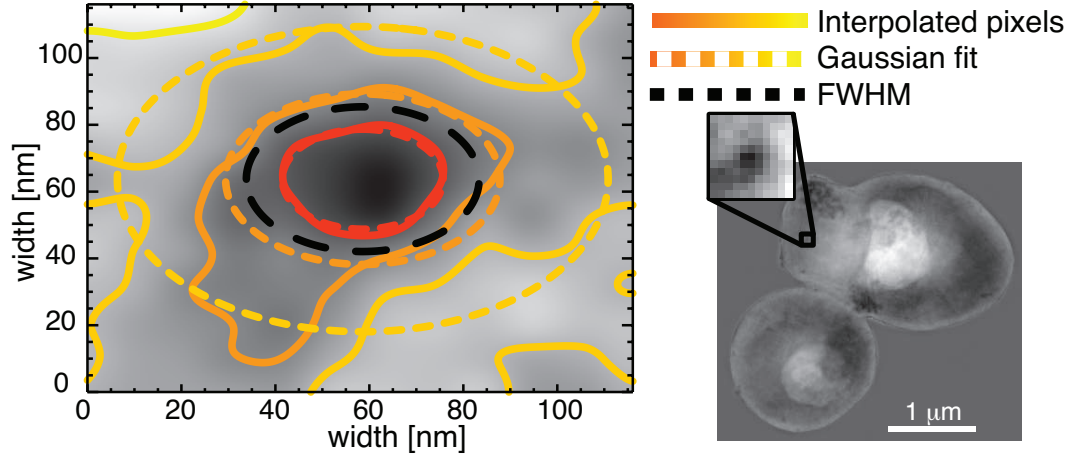 Interpolated pixels
Gaussian fit
FWHM
width [nm]
100
80
60
40
20
0
0 20 40 60 80 100
width [nm]
1 μm